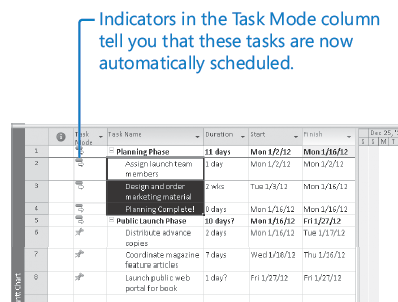 Indicators in the Task Mode column
tell you that these tasks are now
automatically scheduled.
Task Mode Task Name Duration Start Finish Dec 25, '
S S M T
1 Planning Phase 11 days Mon 1/2/12 Mon 1/16/12
2 Assign launch team members 1 day Mon 1/2/12 Mon 1/2/12
3 Design and order marketing material 2 wks Tue 1/3/12 Mon 1/16/12
4 Planning Complete! 0 days Mon 1/16/12 Mon 1/16/12
5 Public Launch Phase 10 days? Mon 1/16/12 Fri 1/27/12
6 Distribute advance copies 2 days Mon 1/16/12 Tue 1/17/12
7 Coordinate magazine feature articles 7 days Wed 1/18/12 Thu 1/26/12
8 Launch public web portal for book 1 day? Fri 1/27/12 Fri 1/27/12
ntt Chart